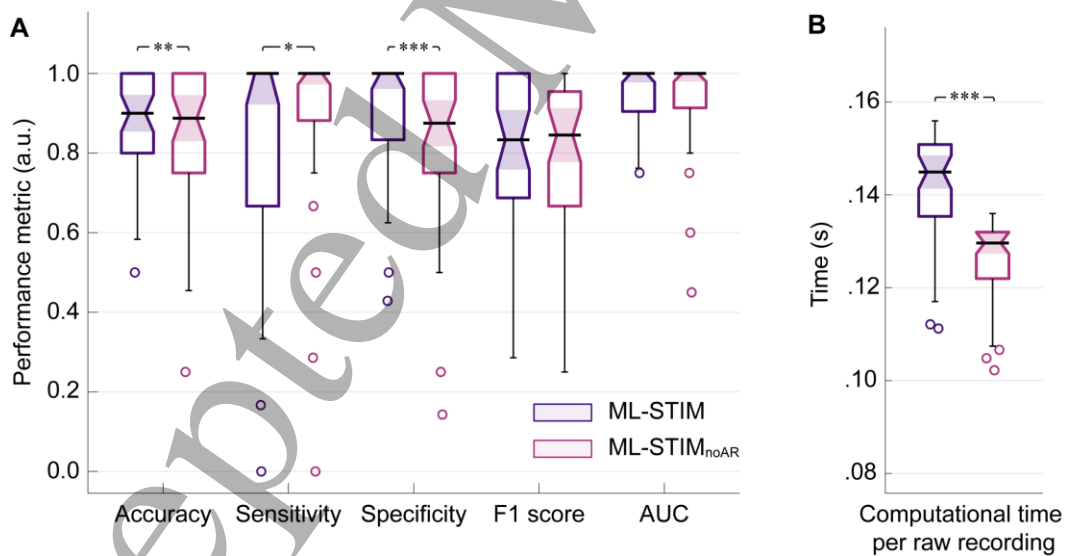 A
B
** * ***
***
Performance metric (a.u.)
1.0
0.8
0.6
0.4
0.2
0.0
ML-STIM
ML-STIMnoAR
Accuracy Sensitivity Specificity F1 score AUC
Time (s)
.16
.14
.12
.10
.08
Computational time
per raw recording
epted M